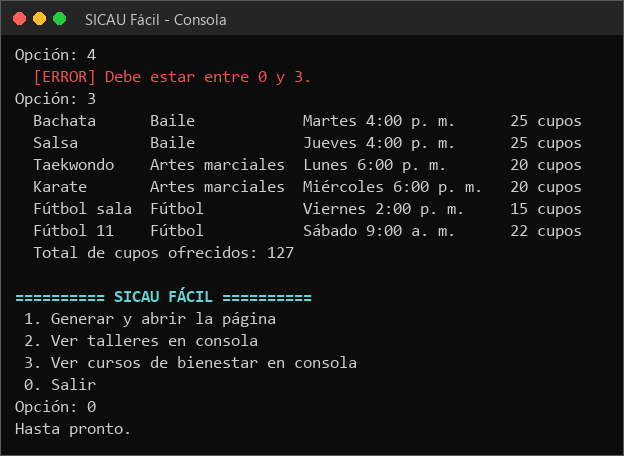 SICAU Fácil - Consola
Opción: 4
[ERROR] Debe estar entre 0 y 3.
Opción: 3
Bachata Baile Martes 4:00 p. m. 25 cupos
Salsa Baile Jueves 4:00 p. m. 25 cupos
Taekwondo Artes marciales Lunes 6:00 p. m. 20 cupos
Karate Artes marciales Miércoles 6:00 p. m. 20 cupos
Fútbol sala Fútbol Viernes 2:00 p. m. 15 cupos
Fútbol 11 Fútbol Sábado 9:00 a. m. 22 cupos
Total de cupos ofrecidos: 127
========== SICAU FÁCIL ==========
1. Generar y abrir la página
2. Ver talleres en consola
3. Ver cursos de bienestar en consola
0. Salir
Opción: 0
Hasta pronto.